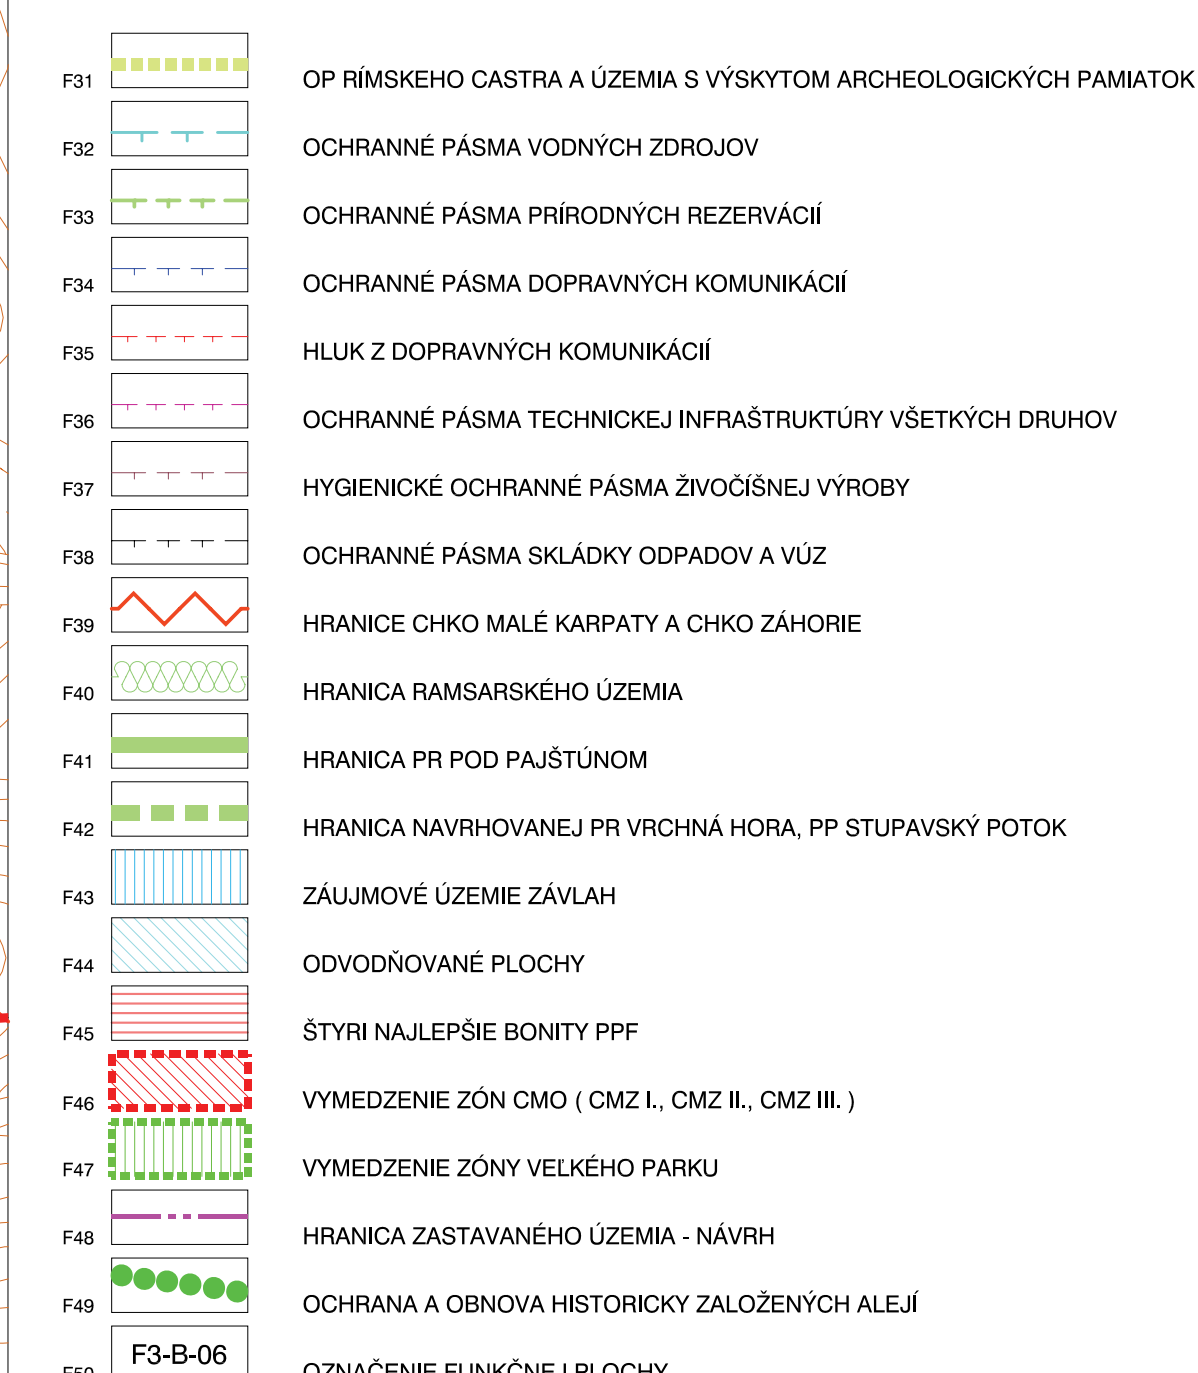 F31 OP RÍMSKEHO CASTRA A ÚZEMIA S VÝSKYTOM ARCHEOLOGICKÝCH PAMIATOK
F32 OCHRANNÉ PÁSMA VODNÝCH ZDROJOV
F33 OCHRANNÉ PÁSMA PRÍRODNÝCH REZERVÁCIÍ
F34 OCHRANNÉ PÁSMA DOPRAVNÝCH KOMUNIKÁCIÍ
F35 HLUK Z DOPRAVNÝCH KOMUNIKÁCIÍ
F36 OCHRANNÉ PÁSMA TECHNICKEJ INFRAŠTRUKTÚRY VŠETKÝCH DRUHOV
F37 HYGIENICKÉ OCHRANNÉ PÁSMA ŽIVOČÍŠNEJ VÝROBY
F38 OCHRANNÉ PÁSMA SKLÁDKY ODPADOV A VÚZ
F39 HRANICE CHKO MALÉ KARPATY A CHKO ZÁHORIE
F40 HRANICA RAMSARSKÉHO ÚZEMIA
F41 HRANICA PR POD PAJŠTÚNOM
F42 HRANICA NAVRHOVANEJ PR VRCHNÁ HORA, PP STUPAVSKÝ POTOK
F43 ZÁUJMOVÉ ÚZEMIE ZÁVLAH
F44 ODVODŇOVANÉ PLOCHY
F45 ŠTYRI NAJLEPŠIE BONITY PPF
F46 VYMEDZENIE ZÓN CMO ( CMZ I., CMZ II., CMZ III. )
F47 VYMEDZENIE ZÓNY VEĽKÉHO PARKU
F48 HRANICA ZASTAVANÉHO ÚZEMIA - NÁVRH
F49 OCHRANA A OBNOVA HISTORICKY ZALOŽENÝCH ALEJÍ
F3-B-06
F50 OZNAČENIE FUNKČNEJ PLOCHY